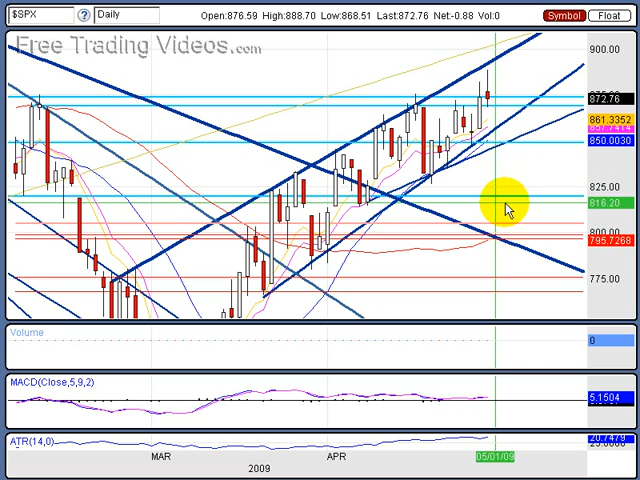 $SPX ? Daily Open:876.59 High:888.70 Low:868.51 Last:872.76 Net:-0.88 Vol:0 Symbol Float
Free Trading Videos.com
900.00
872.76
861.3352
850.0030
825.00
816.20
800.00
795.7268
775.00
Volume
0
MACD(Close,5,9,2)
5.1504
ATR(14,0)
20.7479
MAR APR 05/01/09
2009